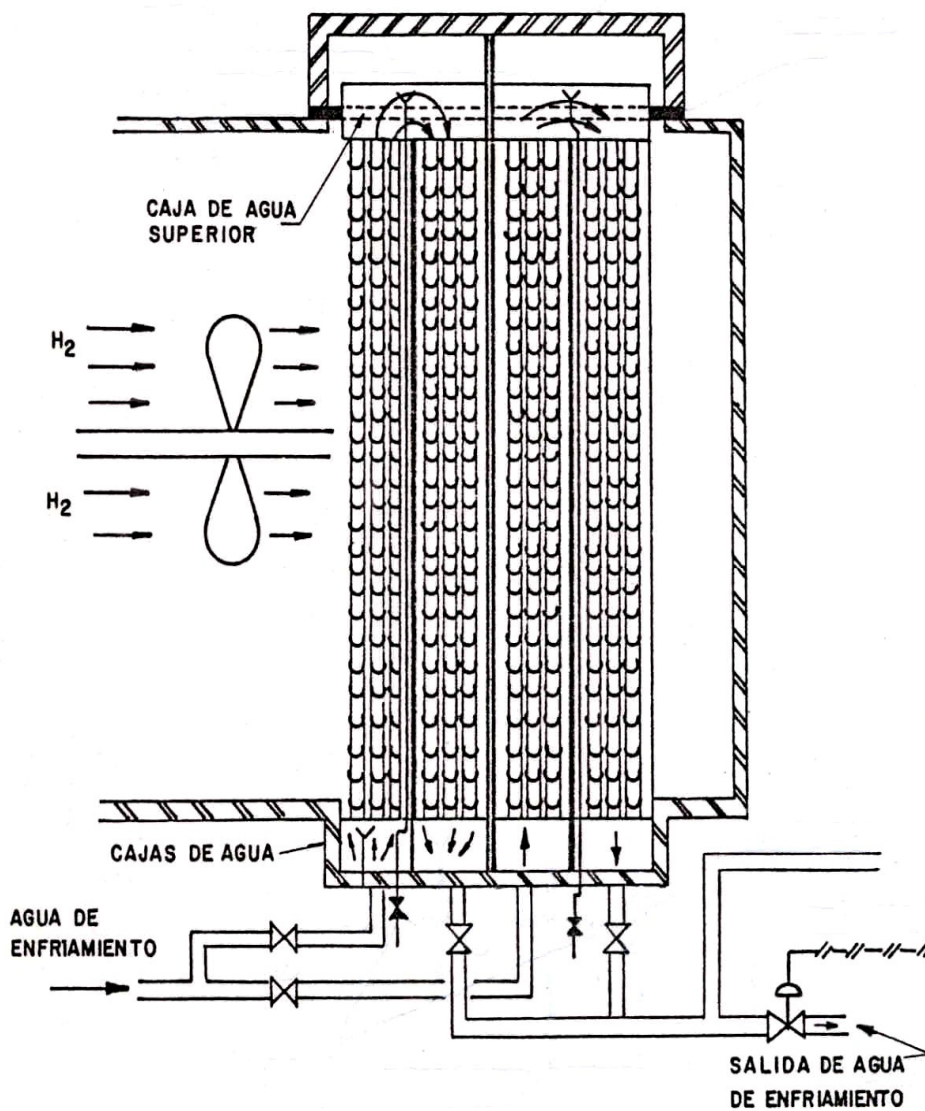 CAJA DE AGUA
SUPERIOR
H2
H2
CAJAS DE AGUA
AGUA DE
ENFRIAMIENTO
SALIDA DE AGUA
DE ENFRIAMIENTO